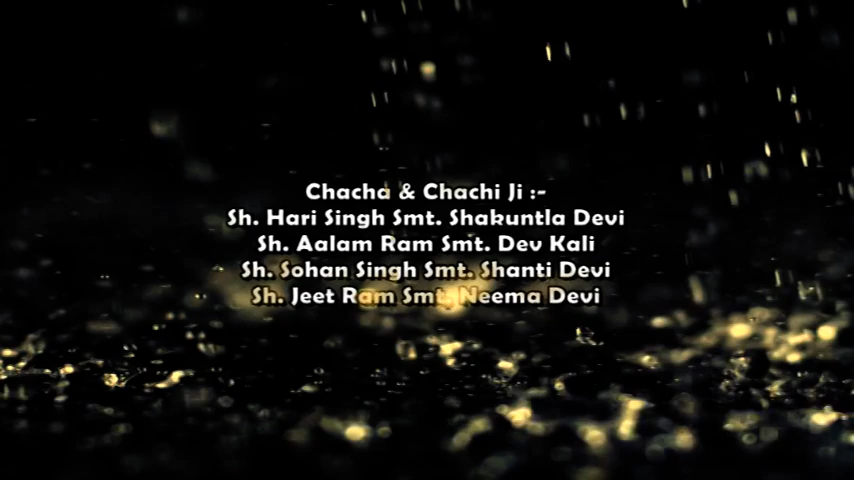 Chacha & Chachi Ji :-
Sh. Hari Singh Smt. Shakuntla Devi
Sh. Aalam Ram Smt. Dev Kali
Sh. Sohan Singh Smt. Shanti Devi
Sh. Jeet Ram Smt. Neema Devi